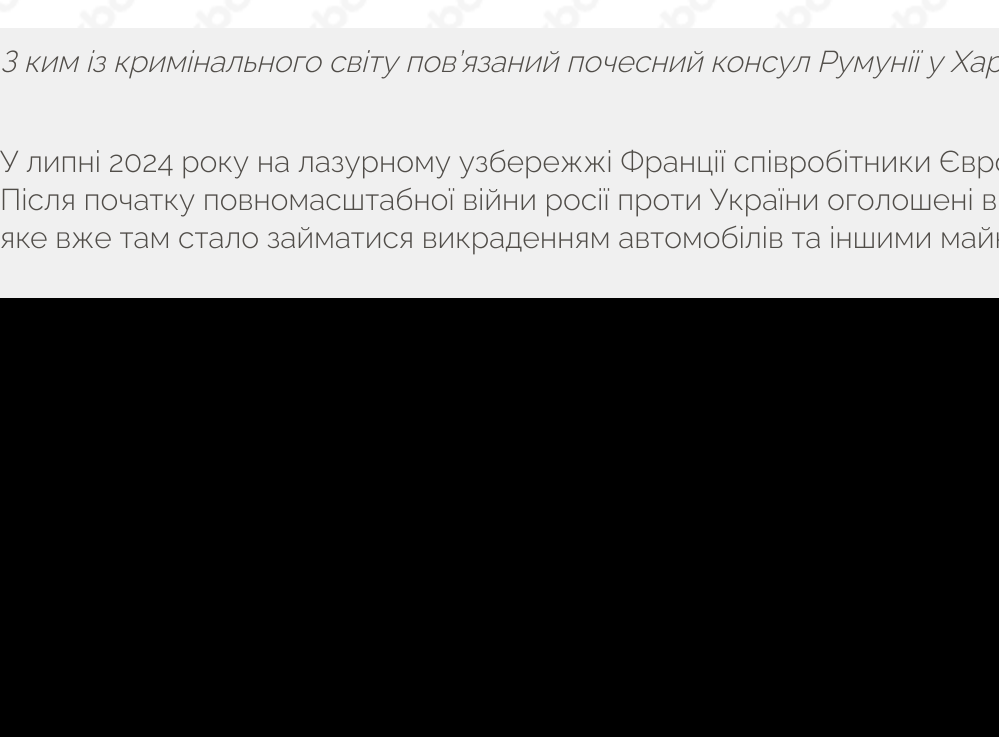 З ким із кримінального світу пов'язаний почесний консул Румунії у Хар
У липні 2024 року на лазурному узбережжі Франції співробітники Євро
Після початку повномасштабної війни росії проти України оголошені в
яке вже там стало займатися викраденням автомобілів та іншими май